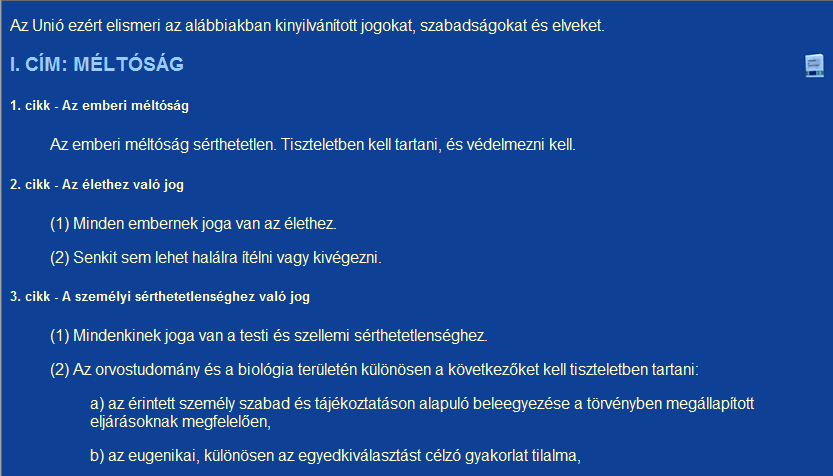 Az Unió ezért elismeri az alábbiakban kinyilvánított jogokat, szabadságokat és elveket.
I. CÍM: MÉLTÓSÁG
1. cikk - Az emberi méltóság
Az emberi méltóság sérthetetlen. Tiszteletben kell tartani, és védelmezni kell.
2. cikk - Az élethez való jog
(1) Minden embernek joga van az élethez.
(2) Senkit sem lehet halálra ítélni vagy kivégezni.
3. cikk - A személyi sérthetetlenséghez való jog
(1) Mindenkinek joga van a testi és szellemi sérthetetlenséghez.
(2) Az orvostudomány és a biológia területén különösen a következőket kell tiszteletben tartani:
a) az érintett személy szabad és tájékoztatáson alapuló beleegyezése a törvényben megállapított
eljárásoknak megfelelően,
b) az eugenikai, különösen az egyedkiválasztást célzó gyakorlat tilalma,